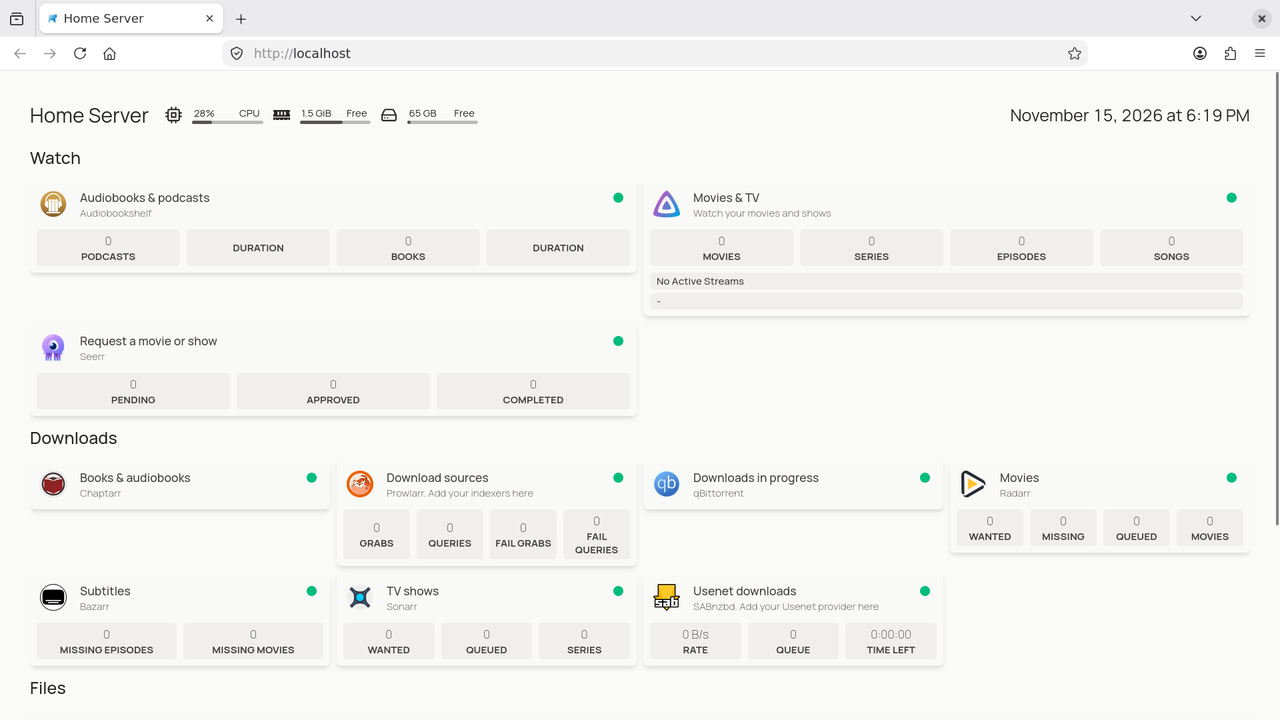 Home Server
http://localhost
Home Server
28% CPU
1.5 GiB Free
65 GB Free
November 15, 2026 at 6:19 PM
Watch
Audiobooks & podcasts
Audiobookshelf
0
PODCASTS
DURATION
0
BOOKS
DURATION
Movies & TV
Watch your movies and shows
0
MOVIES
0
SERIES
0
EPISODES
0
SONGS
No Active Streams
-
Request a movie or show
Seerr
0
PENDING
0
APPROVED
0
COMPLETED
Downloads
Books & audiobooks
Chaptarr
Download sources
Prowlarr. Add your indexers here
0
GRABS
0
QUERIES
0
FAIL GRABS
0
FAIL
QUERIES
Downloads in progress
qBittorrent
qb
Movies
Radarr
0
WANTED
0
MISSING
0
QUEUED
0
MOVIES
Subtitles
Bazarr
0
MISSING EPISODES
0
MISSING MOVIES
TV shows
Sonarr
0
WANTED
0
QUEUED
0
SERIES
Usenet downloads
SABnzbd. Add your Usenet provider here
0 B/s
RATE
0
QUEUE
0:00:00
TIME LEFT
Files